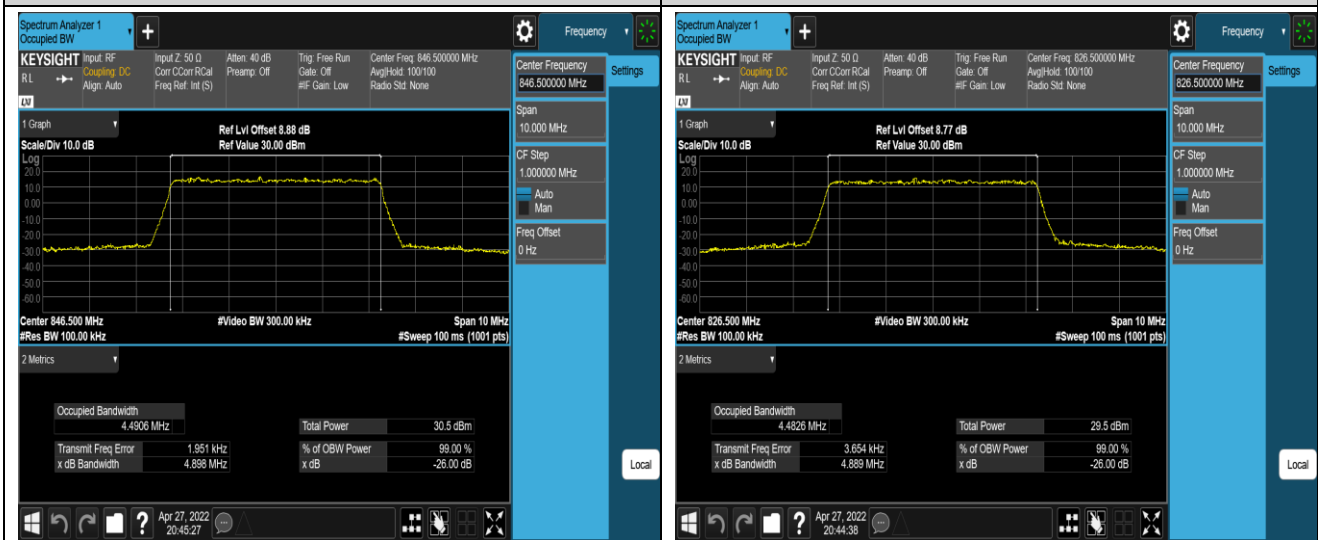 Spectrum Analyzer 1
Occupied BW
+
Frequency
KEYSIGHT
RL
LXI
Input: RF
Coupling: DC
Align: Auto
Input Z: 50 Ω
Corr CCorr RCal
Freq Ref: Int (S)
Atten: 40 dB
Preamp: Off
Trig: Free Run
Gate: Off
#IF Gain: Low
Center Freq: 846.500000 MHz
Avg|Hold: 100/100
Radio Std: None
Center Frequency
846.500000 MHz
Settings
Span
10.000 MHz
CF Step
1.000000 MHz
Auto
Man
Freq Offset
0 Hz
1 Graph
Scale/Div 10.0 dB
Ref Lvl Offset 8.88 dB
Ref Value 30.00 dBm
Log
20.0
10.0
0.00
-10.0
-20.0
-30.0
-40.0
-50.0
-60.0
Center 846.500 MHz
#Res BW 100.00 kHz
#Video BW 300.00 kHz
Span 10 MHz
#Sweep 100 ms (1001 pts)
2 Metrics
Occupied Bandwidth
4.4906 MHz
Total Power 30.5 dBm
Transmit Freq Error 1.951 kHz
% of OBW Power 99.00 %
x dB Bandwidth 4.898 MHz
x dB -26.00 dB
Local
?
Apr 27, 2022
20:45:27
Spectrum Analyzer 1
Occupied BW
+
Frequency
KEYSIGHT
RL
LXI
Input: RF
Coupling: DC
Align: Auto
Input Z: 50 Ω
Corr CCorr RCal
Freq Ref: Int (S)
Atten: 40 dB
Preamp: Off
Trig: Free Run
Gate: Off
#IF Gain: Low
Center Freq: 826.500000 MHz
Avg|Hold: 100/100
Radio Std: None
Center Frequency
826.500000 MHz
Settings
Span
10.000 MHz
CF Step
1.000000 MHz
Auto
Man
Freq Offset
0 Hz
1 Graph
Scale/Div 10.0 dB
Ref Lvl Offset 8.77 dB
Ref Value 30.00 dBm
Log
20.0
10.0
0.00
-10.0
-20.0
-30.0
-40.0
-50.0
-60.0
Center 826.500 MHz
#Res BW 100.00 kHz
#Video BW 300.00 kHz
Span 10 MHz
#Sweep 100 ms (1001 pts)
2 Metrics
Occupied Bandwidth
4.4826 MHz
Total Power 29.5 dBm
Transmit Freq Error 3.654 kHz
% of OBW Power 99.00 %
x dB Bandwidth 4.889 MHz
x dB -26.00 dB
Local
?
Apr 27, 2022
20:44:38